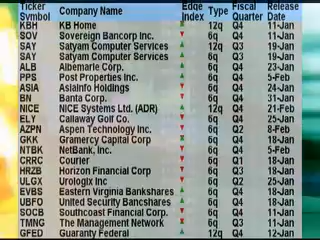 Ticker Symbol Company Name Edge Index Type Fiscal Quarter Release Date
KBH KB Home 12q Q4 11-Jan
SOV Sovereign Bancorp Inc. 6q Q4 11-Jan
SAY Satyam Computer Services 12q Q3 11-Jan
SAY Satyam Computer Services 6q Q3 19-Jan
ALB Albemarle Corp. 6q Q4 23-Jan
PPS Post Properties Inc. 6q Q4 5-Feb
ASIA AsiaInfo Holdings 6q Q4 24-Jan
BN Banta Corp. 6q Q4 31-Jan
NICE NICE Systems Ltd. (ADR) 12q Q4 21-Feb
ELY Callaway Golf Co. 6q Q4 25-Jan
AZPN Aspen Technology Inc. 6q Q2 8-Feb
GKK Gramercy Capital Corp 6q Q4 18-Jan
NTBK NetBank, Inc. 6q Q4 5-Feb
CRRC Courier 6q Q1 18-Jan
HRZB Horizon Financial Corp 6q Q3 18-Jan
ULGX Urologix Inc 6q Q2 25-Jan
EVBS Eastern Virginia Bankshares 6q Q4 18-Jan
UBFO United Security Bancshares 6q Q4 18-Jan
SOCB Southcoast Financial Corp. 6q Q4 15-Jan
TMNG The Management Network 6q Q3 11-Jan
GFED Guaranty Federal 12q Q4 12-Jan